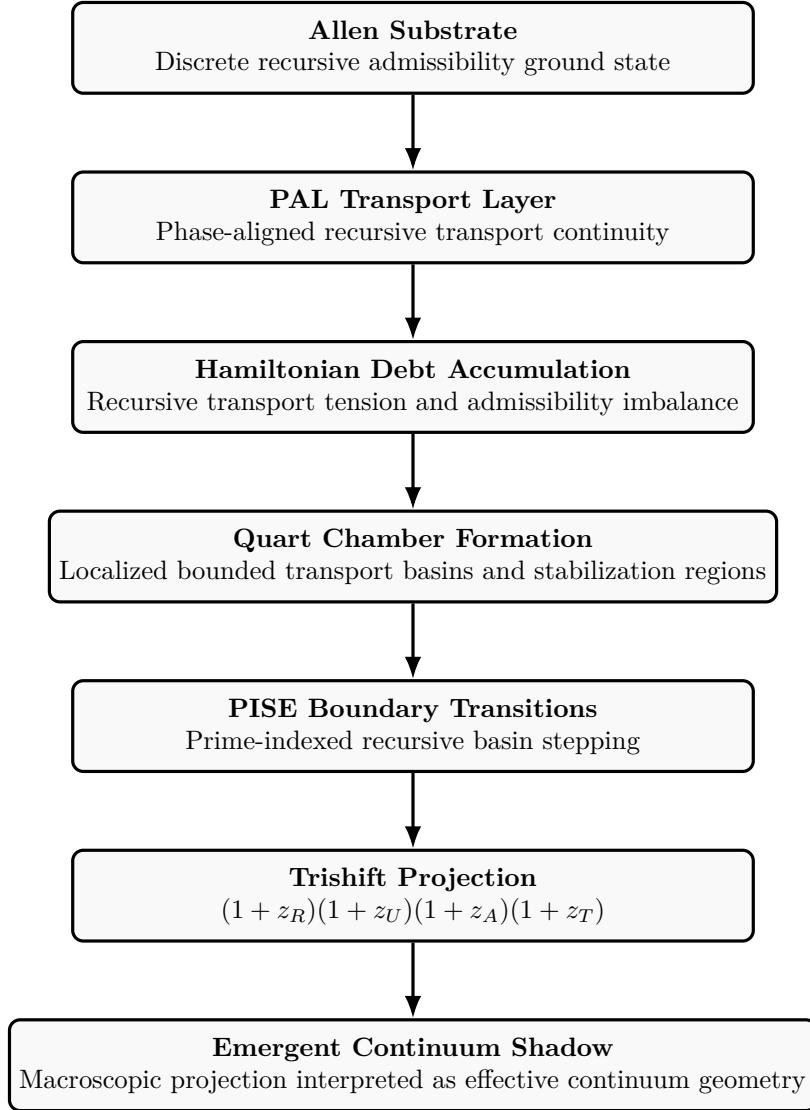 Allen Substrate
Discrete recursive admissibility ground state
PAL Transport Layer
Phase-aligned recursive transport continuity
Hamiltonian Debt Accumulation
Recursive transport tension and admissibility imbalance
Quart Chamber Formation
Localized bounded transport basins and stabilization regions
PISE Boundary Transitions
Prime-indexed recursive basin stepping
Trishift Projection
(1 + z_R)(1 + z_U)(1 + z_A)(1 + z_T)
Emergent Continuum Shadow
Macroscopic projection interpreted as effective continuum geometry